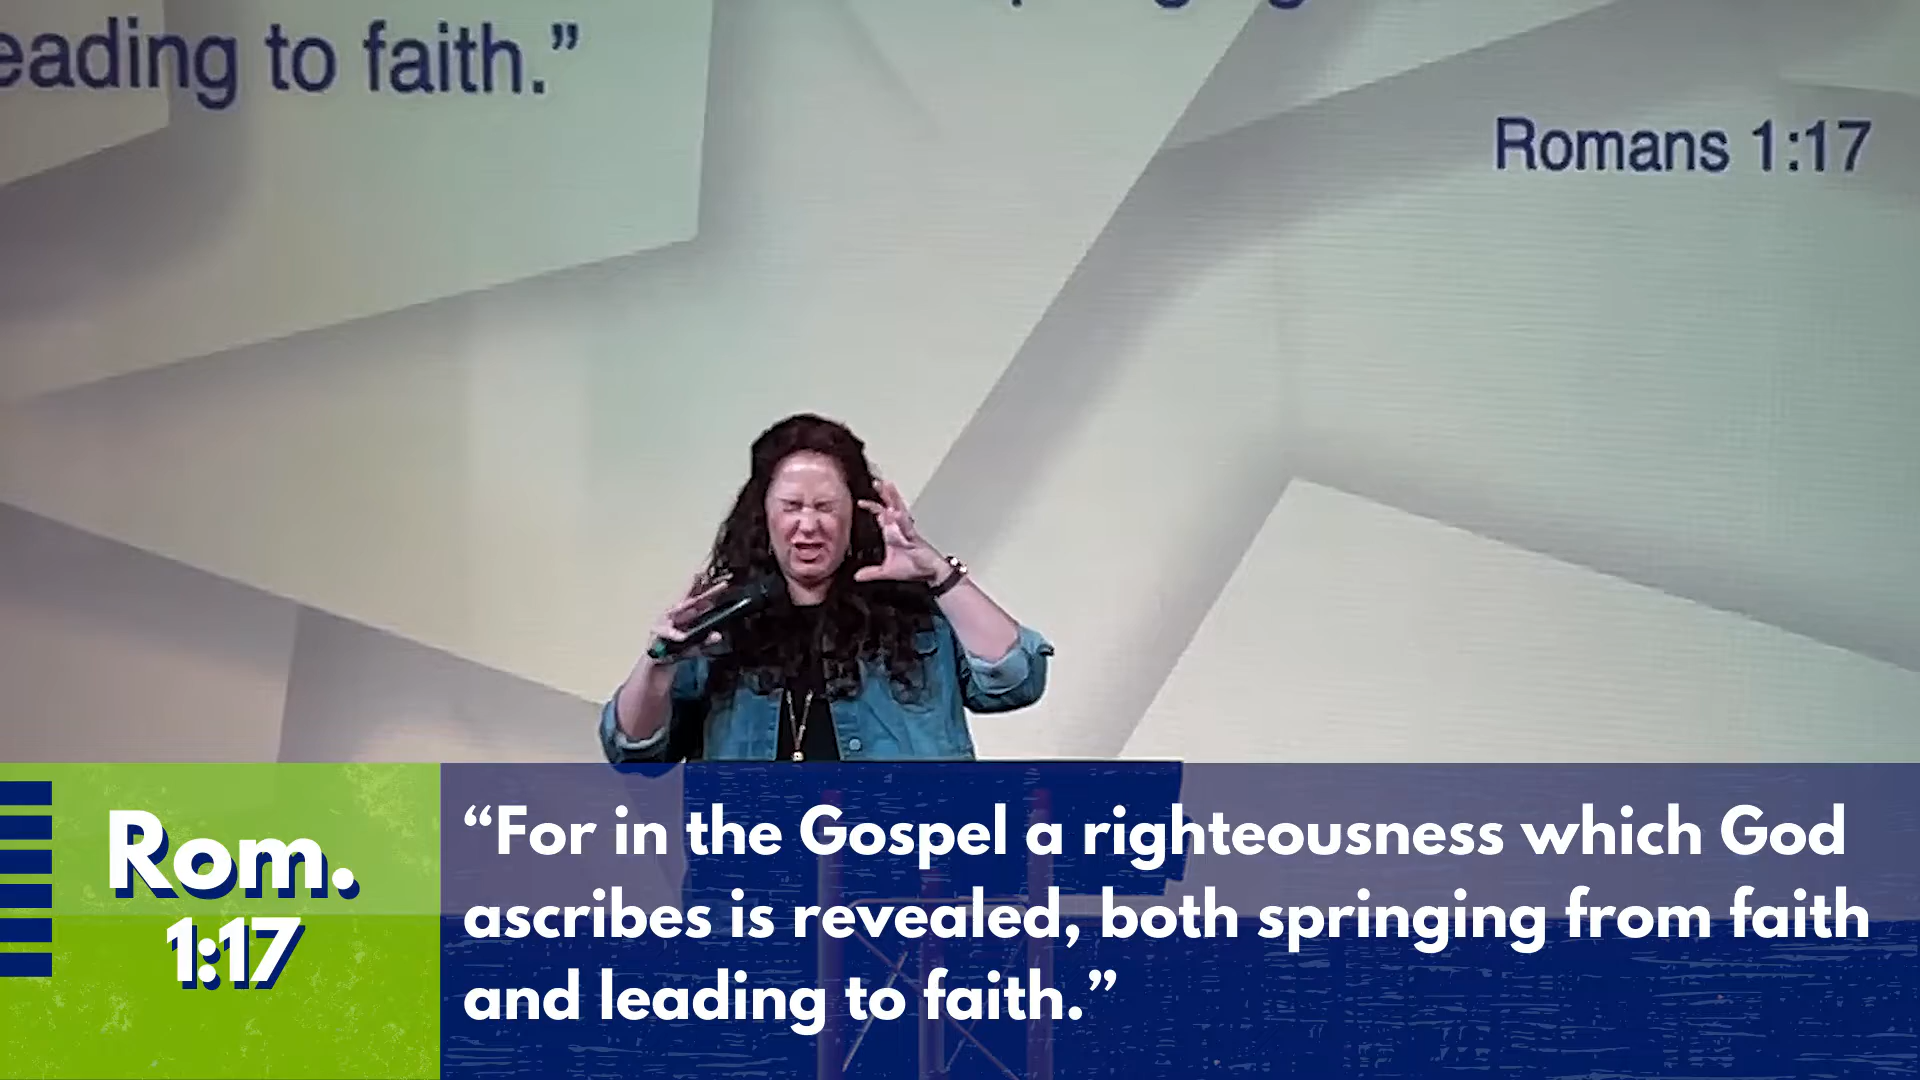 eading to faith.”
Romans 1:17
Rom.
1:17
“For in the Gospel a righteousness which God
ascribes is revealed, both springing from faith
and leading to faith.”